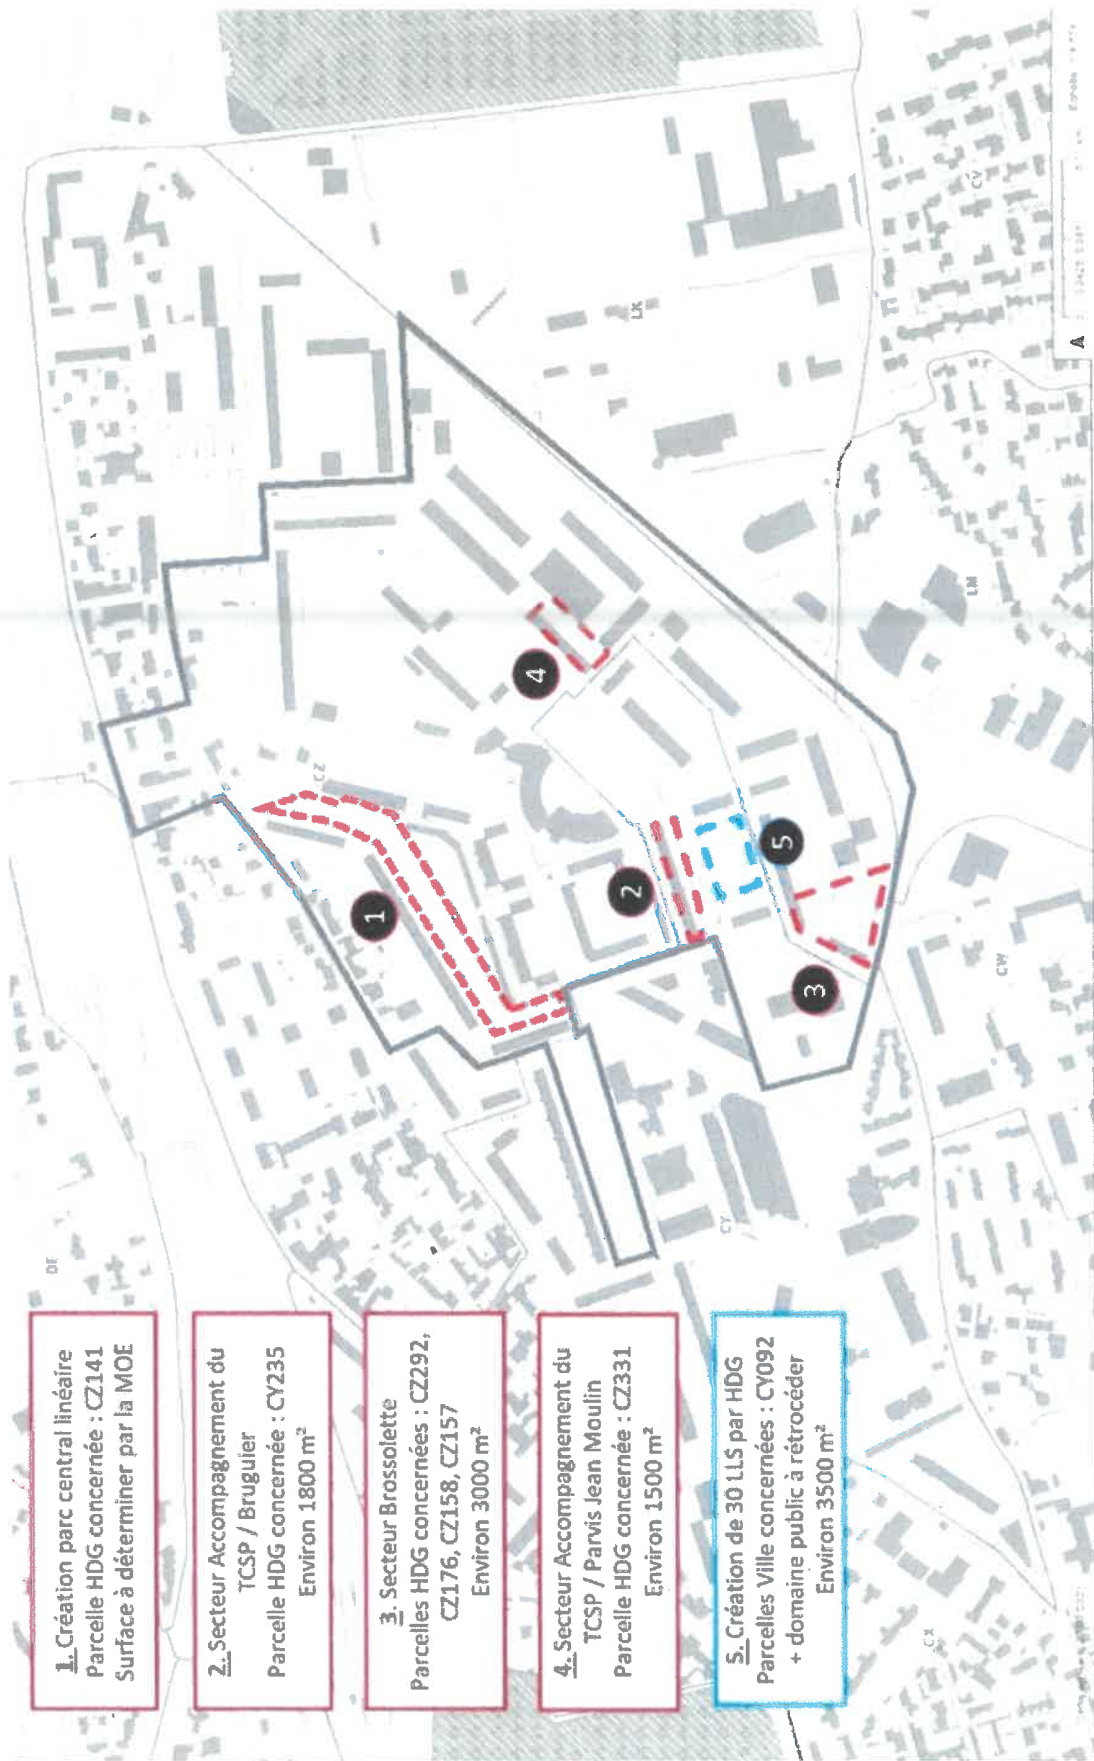 1. Création parc central linéaire
Parcelle HDG concernée : CZ141
Surface à déterminer par la MOE
2. Secteur Accompagnement du
TCSP / Bruguier
Parcelle HDG concernée : CY235
Environ 1800 m²
3. Secteur Brossolette
Parcelles HDG concernées : CZ292,
CZ176, CZ158, CZ157
Environ 3000 m²
4. Secteur Accompagnement du
TCSP / Parvis Jean Moulin
Parcelle HDG concernée : CZ331
Environ 1500 m²
5. Création de 30 LLS par HDG
Parcelles Ville concernées : CY092
+ domaine public à rétrocéder
Environ 3500 m²
1
2
3
4
5
DE
CZ
CY
CX
CW
LM
LK
CV
A